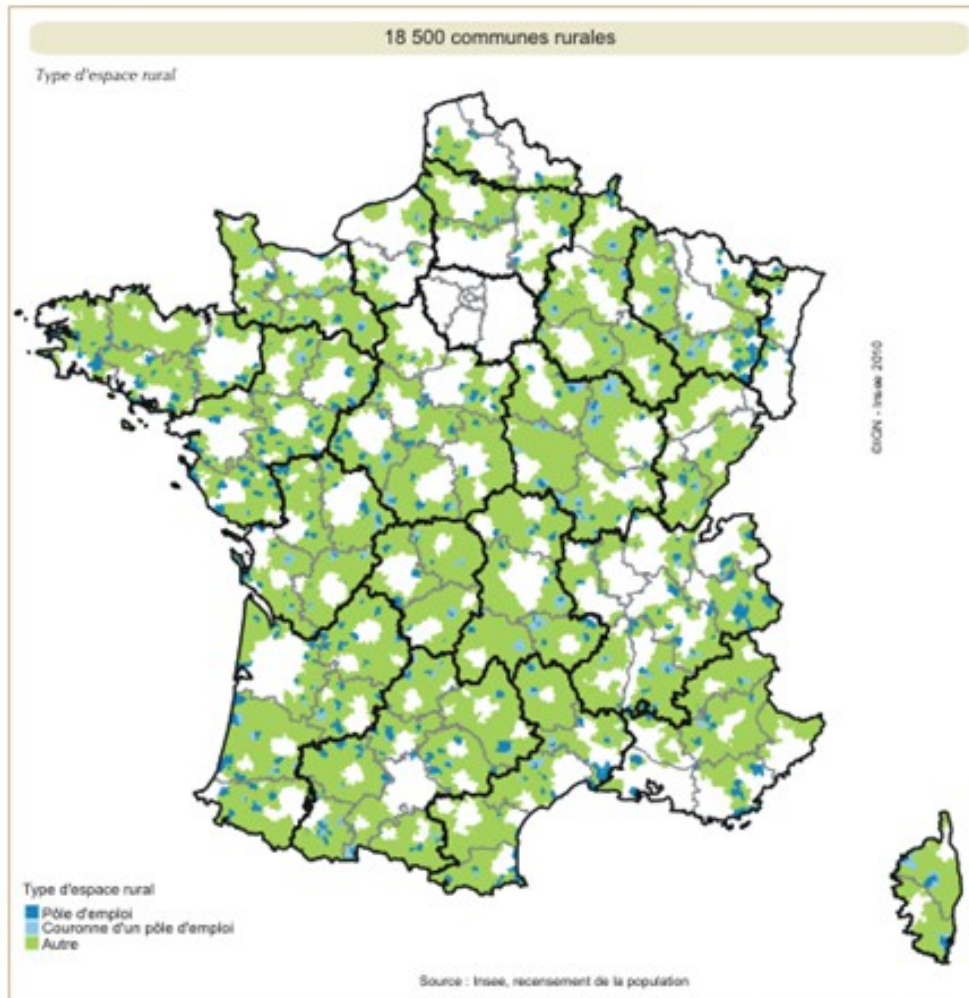 18 500 communes rurales
Type d'espace rural
©IGN - Insee 2010
Type d'espace rural
Pôle d'emploi
Couronne d'un pôle d'emploi
Autre
Source : Insee, recensement de la population